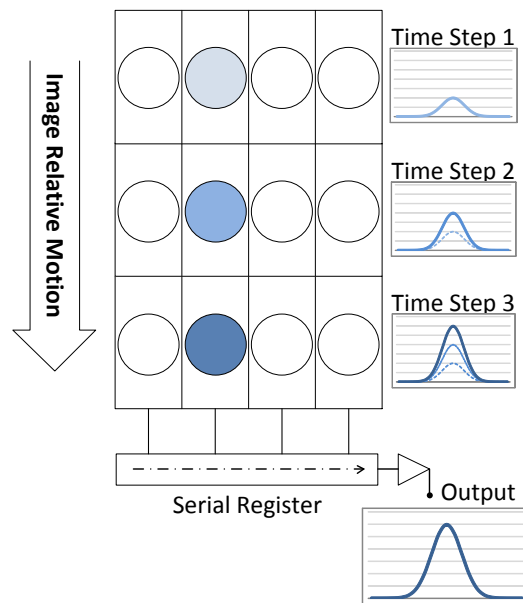 Time Step 1
Image Relative Motion
Time Step 2
Time Step 3
Serial Register
Output